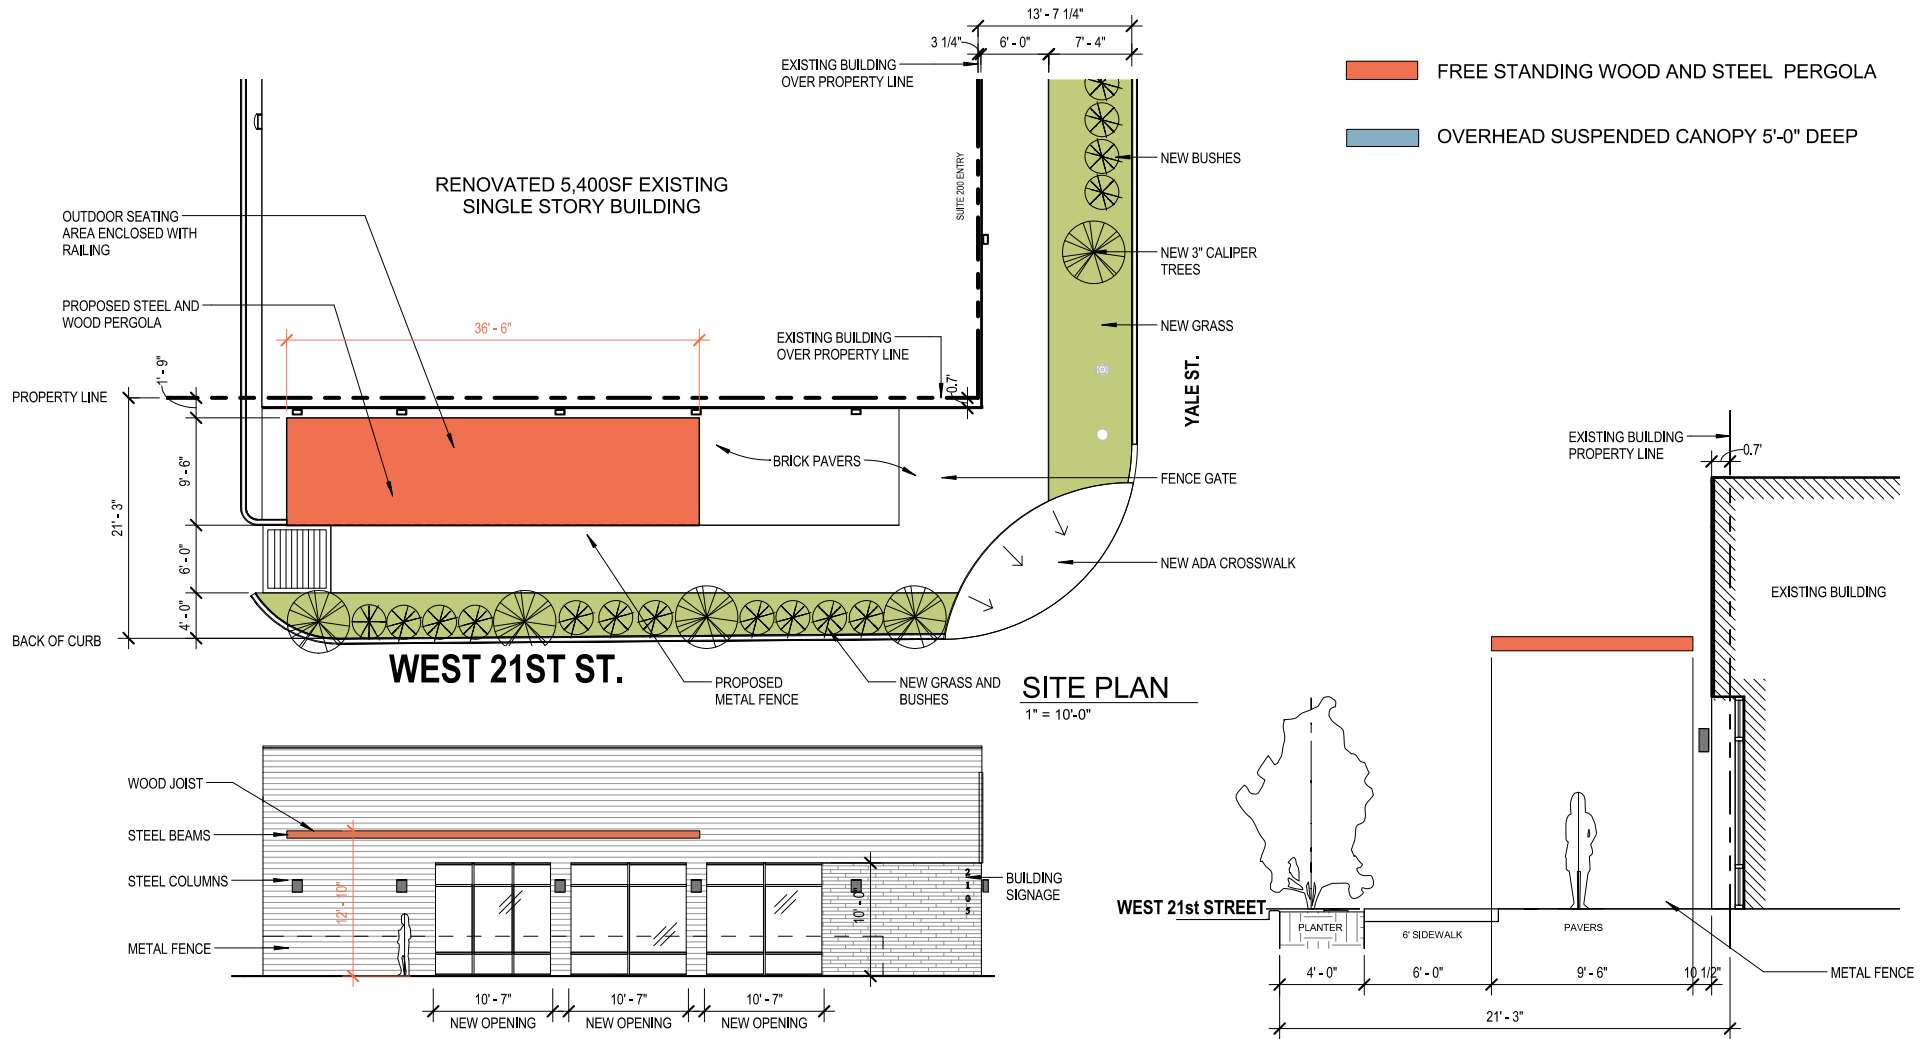 13' - 7 1/4"
3 1/4"
6' - 0"
7' - 4"
EXISTING BUILDING
OVER PROPERTY LINE
FREE STANDING WOOD AND STEEL PERGOLA
OVERHEAD SUSPENDED CANOPY 5'-0" DEEP
RENOVATED 5,400SF EXISTING
SINGLE STORY BUILDING
SUITE 200 ENTRY
NEW BUSHES
OUTDOOR SEATING
AREA ENCLOSED WITH
RAILING
NEW 3" CALIPER
TREES
PROPOSED STEEL AND
WOOD PERGOLA
36' - 6"
NEW GRASS
EXISTING BUILDING
OVER PROPERTY LINE
YALE ST.
1' - 9"
0.7'
PROPERTY LINE
BRICK PAVERS
FENCE GATE
9' - 6"
21' - 3"
6' - 0"
4' - 0"
NEW ADA CROSSWALK
BACK OF CURB
WEST 21ST ST.
PROPOSED
METAL FENCE
NEW GRASS AND
BUSHES
SITE PLAN
1" = 10'-0"
EXISTING BUILDING
PROPERTY LINE
0.7'
EXISTING BUILDING
WOOD JOIST
STEEL BEAMS
STEEL COLUMNS
METAL FENCE
12' - 10"
10' - 0"
2
1
0
5
BUILDING
SIGNAGE
10' - 7"
10' - 7"
10' - 7"
NEW OPENING
NEW OPENING
NEW OPENING
WEST 21st STREET
PLANTER
6' SIDEWALK
PAVERS
4' - 0"
6' - 0"
9' - 6"
10 1/2"
METAL FENCE
21' - 3"